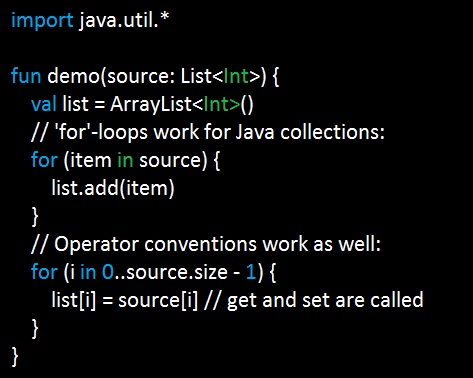 import java.util.*
fun demo(source: List<Int>) {
val list = ArrayList<Int>()
// 'for'-loops work for Java collections:
for (item in source) {
list.add(item)
}
// Operator conventions work as well:
for (i in 0..source.size - 1) {
list[i] = source[i] // get and set are called
}
}